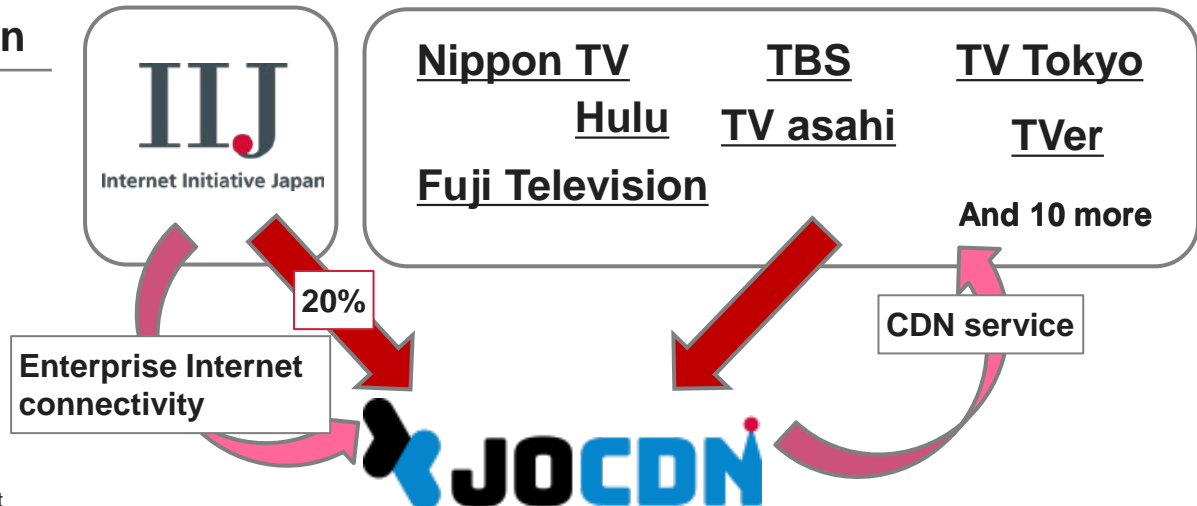 n
IIJ
Internet Initiative Japan
Nippon TV
TBS
TV Tokyo
Hulu
TV asahi
TVer
Fuji Television
And 10 more
20%
CDN service
Enterprise Internet
connectivity
JOCDN
t